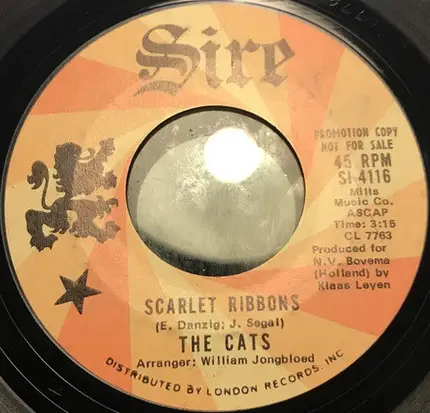 Sire
PROMOTION COPY
NOT FOR SALE
45 RPM
SI-4116
Mills
Music Co.
ASCAP
Time: 3:15
CL 7763
Produced for
N.V. Bovema
(Holland) by
Klaas Leyen
SCARLET RIBBONS
(E. Danzig; J. Segal)
THE CATS
Arranger: William Jongbloed
DISTRIBUTED BY LONDON RECORDS, INC